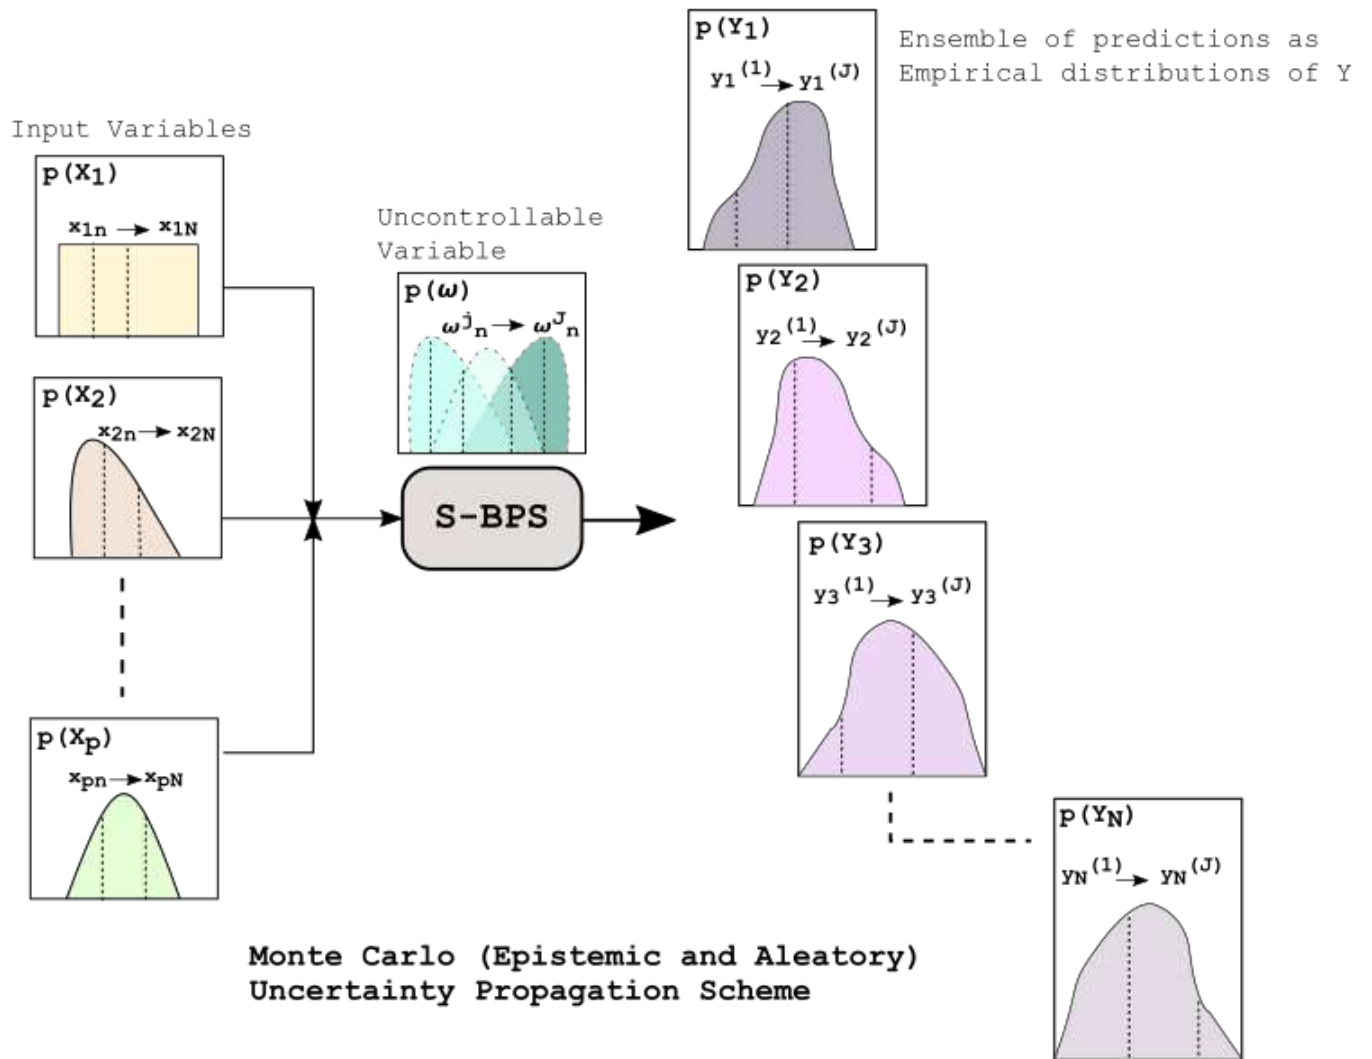 p(Y₁)
y₁⁽¹⁾ → y₁⁽ᴶ⁾
Ensemble of predictions as
Empirical distributions of Y
Input Variables
p(X₁)
x₁ₙ → x₁N
Uncontrollable
Variable
p(ω)
ωʲₙ → ωᴶₙ
p(Y₂)
y₂⁽¹⁾ → y₂⁽ᴶ⁾
p(X₂)
x₂ₙ → x₂N
S-BPS
p(Y₃)
y₃⁽¹⁾ → y₃⁽ᴶ⁾
p(Xₚ)
xₚₙ → xₚN
p(YN)
yN⁽¹⁾ → yN⁽ᴶ⁾
Monte Carlo (Epistemic and Aleatory)
Uncertainty Propagation Scheme